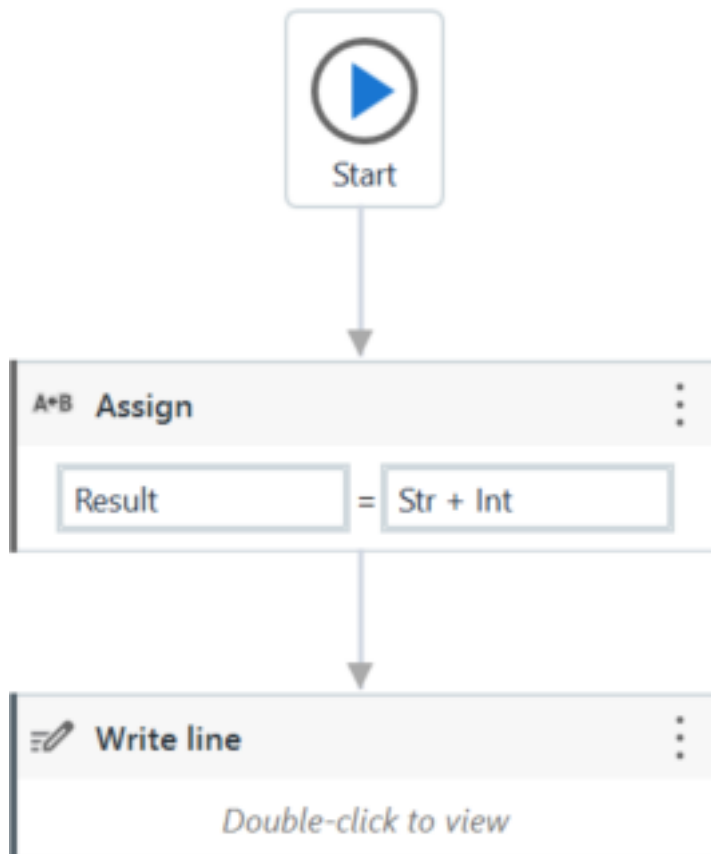 Start
A+B Assign
Result = Str + Int
Write line
Double-click to view